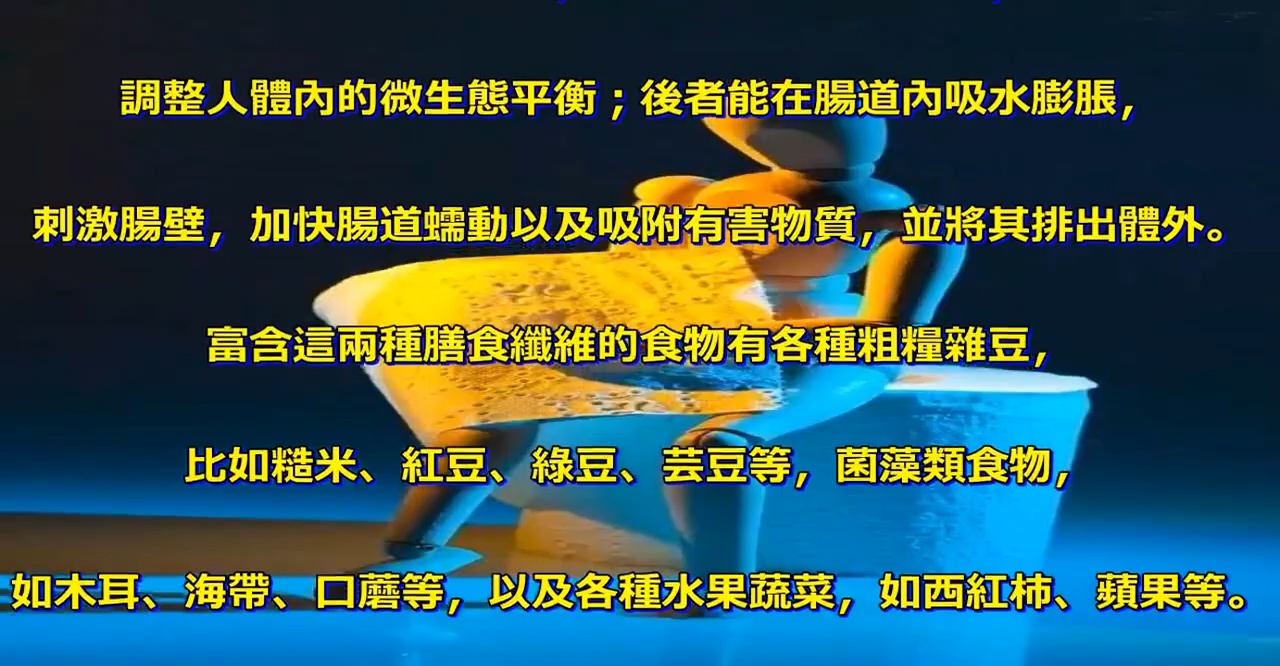 調整人體內的微生態平衡；後者能在腸道內吸水膨脹，
刺激腸壁，加快腸道蠕動以及吸附有害物質，並將其排出體外。
富含這兩種膳食纖維的食物有各種粗糧雜豆，
比如糙米、紅豆、綠豆、芸豆等，菌藻類食物，
如木耳、海帶、口蘑等，以及各種水果蔬菜，如西紅柿、蘋果等。